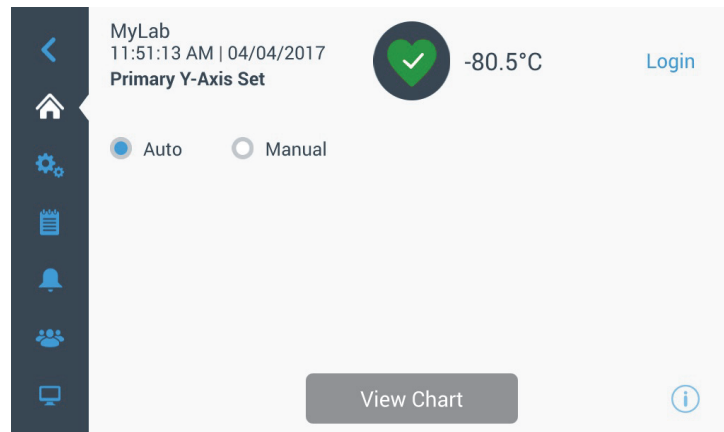 MyLab
11:51:13 AM | 04/04/2017
Primary Y-Axis Set
-80.5°C
Login
Auto
Manual
View Chart
i